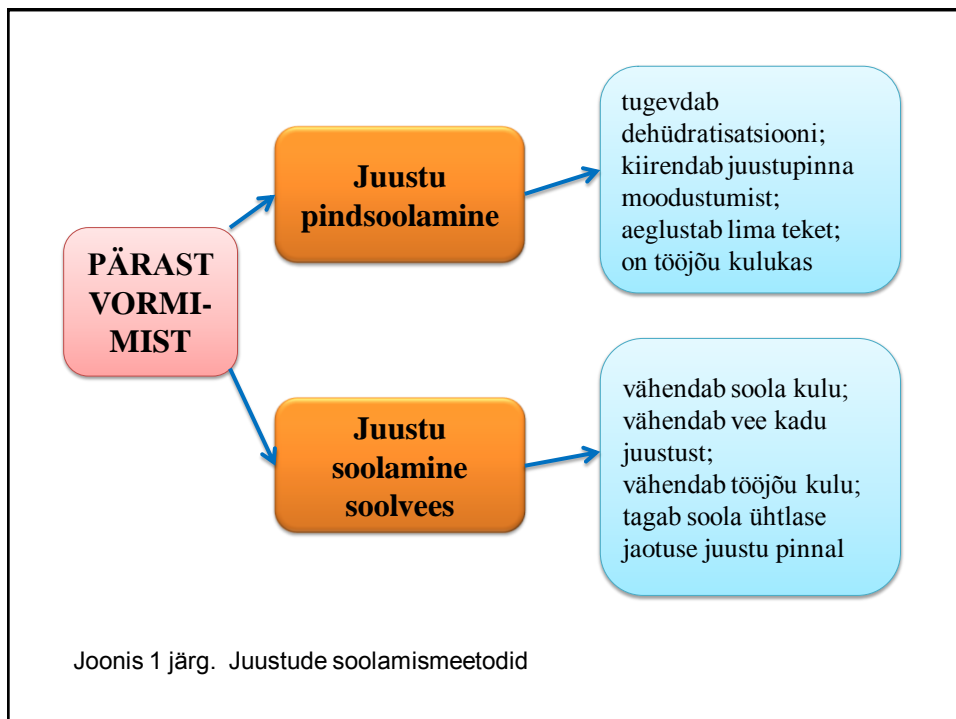 PÄRAST
VORMI-
MIST
Juustu
pindsoolamine
tugevdab
dehüdratisatsiooni;
kiirendab juustupinna
moodustumist;
aeglustab lima teket;
on tööjõu kulukas
Juustu
soolamine
soolvees
vähendab soola kulu;
vähendab vee kadu
juustust;
vähendab tööjõu kulu;
tagab soola ühtlase
jaotuse juustu pinnal
Joonis 1 järg.  Juustude soolamismeetodid